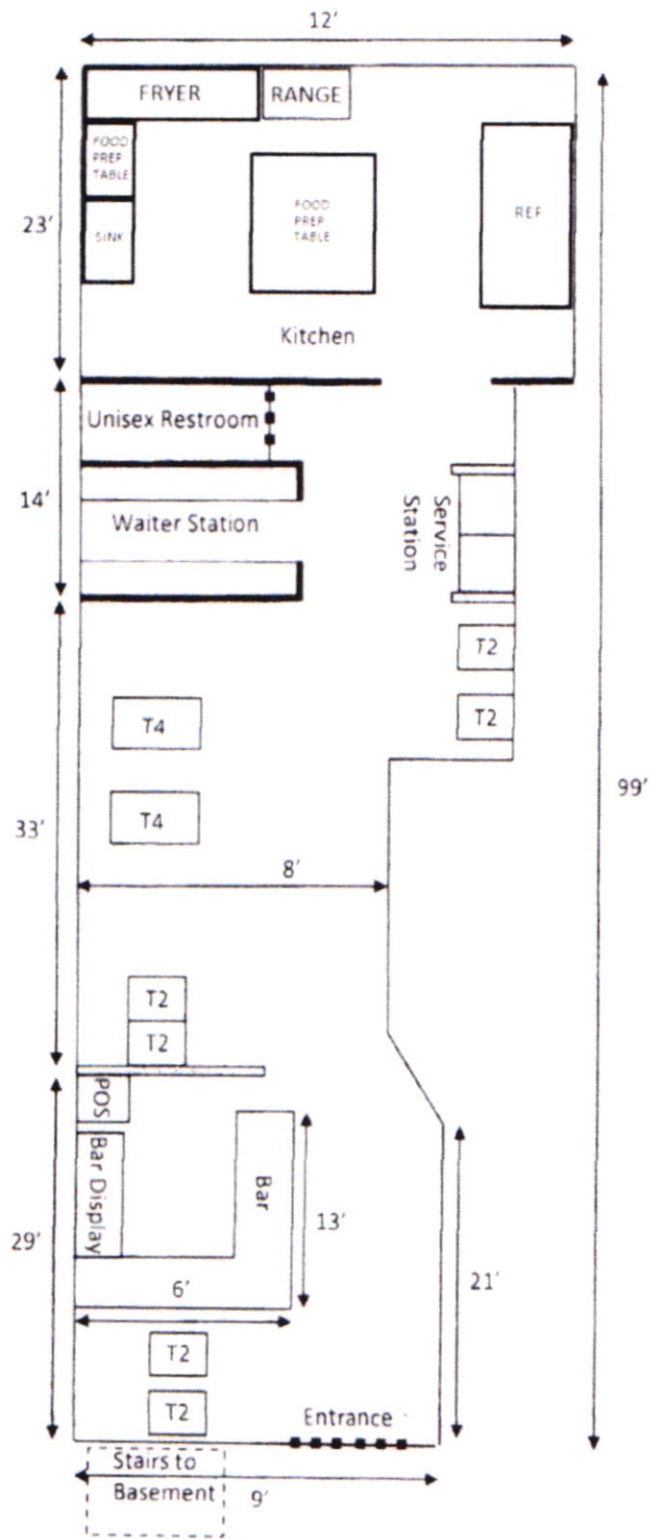 12'
FRYER
RANGE
FOOD
PREP
TABLE
23'
FOOD
PREP
TABLE
REF
SINK
Kitchen
Unisex Restroom
14'
Waiter Station
Service
Station
T2
T2
T4
99'
T4
33'
8'
T2
T2
POS
Bar Display
Bar
13'
29'
21'
6'
T2
T2
Entrance
Stairs to
Basement
9'